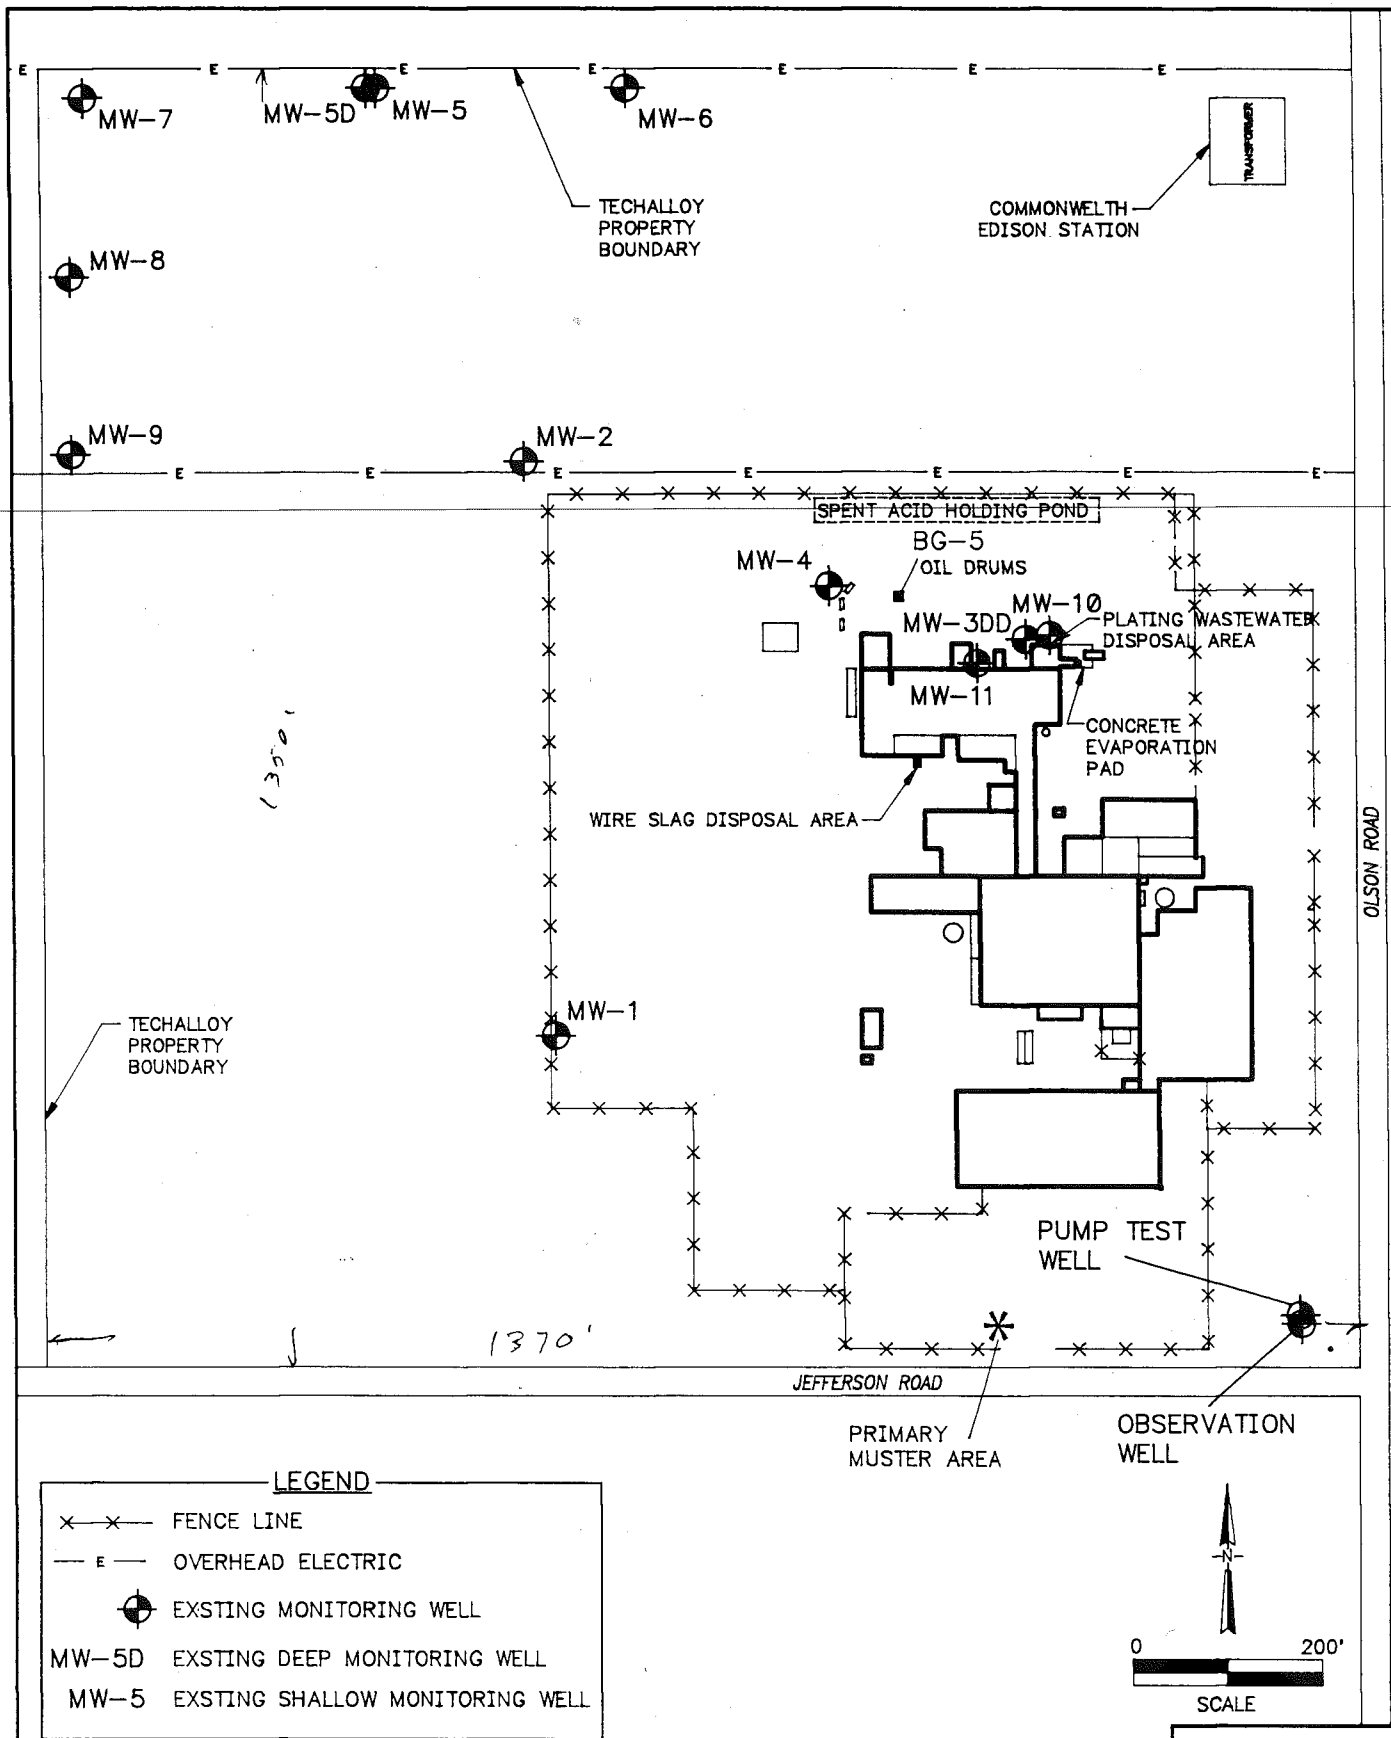 E E E E E E E
MW-7
MW-5D
MW-5
MW-6
TRANSFORMER
TECHALLOY
PROPERTY
BOUNDARY
COMMONWELTH
EDISON STATION
MW-8
MW-9
MW-2
E E E E E E E
SPENT ACID HOLDING POND
BG-5
OIL DRUMS
MW-4
MW-10
MW-3DD
PLATING WASTEWATER
DISPOSAL AREA
MW-11
CONCRETE
EVAPORATION
PAD
1350'
WIRE SLAG DISPOSAL AREA
OLSON ROAD
MW-1
TECHALLOY
PROPERTY
BOUNDARY
PUMP TEST
WELL
1370'
JEFFERSON ROAD
PRIMARY
MUSTER AREA
OBSERVATION
WELL
LEGEND
FENCE LINE
E OVERHEAD ELECTRIC
EXSTING MONITORING WELL
MW-5D EXSTING DEEP MONITORING WELL
MW-5 EXSTING SHALLOW MONITORING WELL
N
0 200'
SCALE